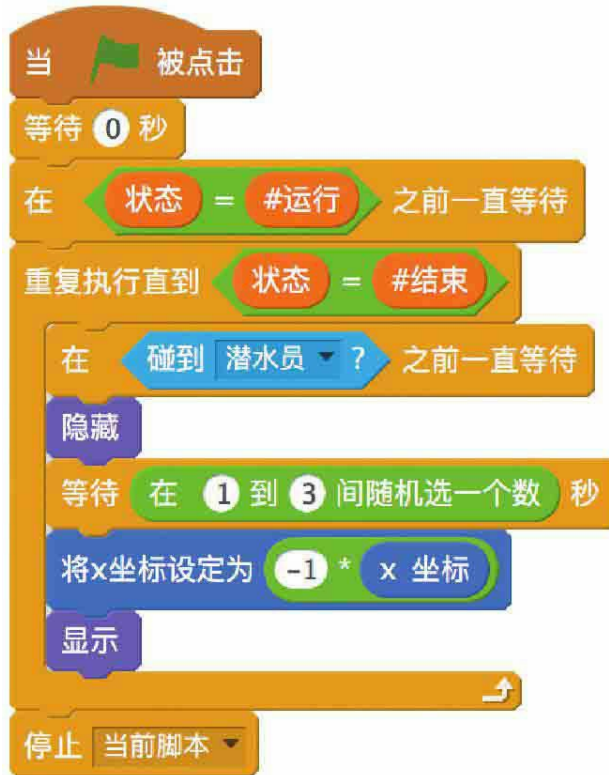 当 被点击
等待 0 秒
在 状态 = #运行 之前一直等待
重复执行直到 状态 = #结束
在 碰到 潜水员 ? 之前一直等待
隐藏
等待 在 1 到 3 间随机选一个数 秒
将x坐标设定为 -1 * x 坐标
显示
停止 当前脚本